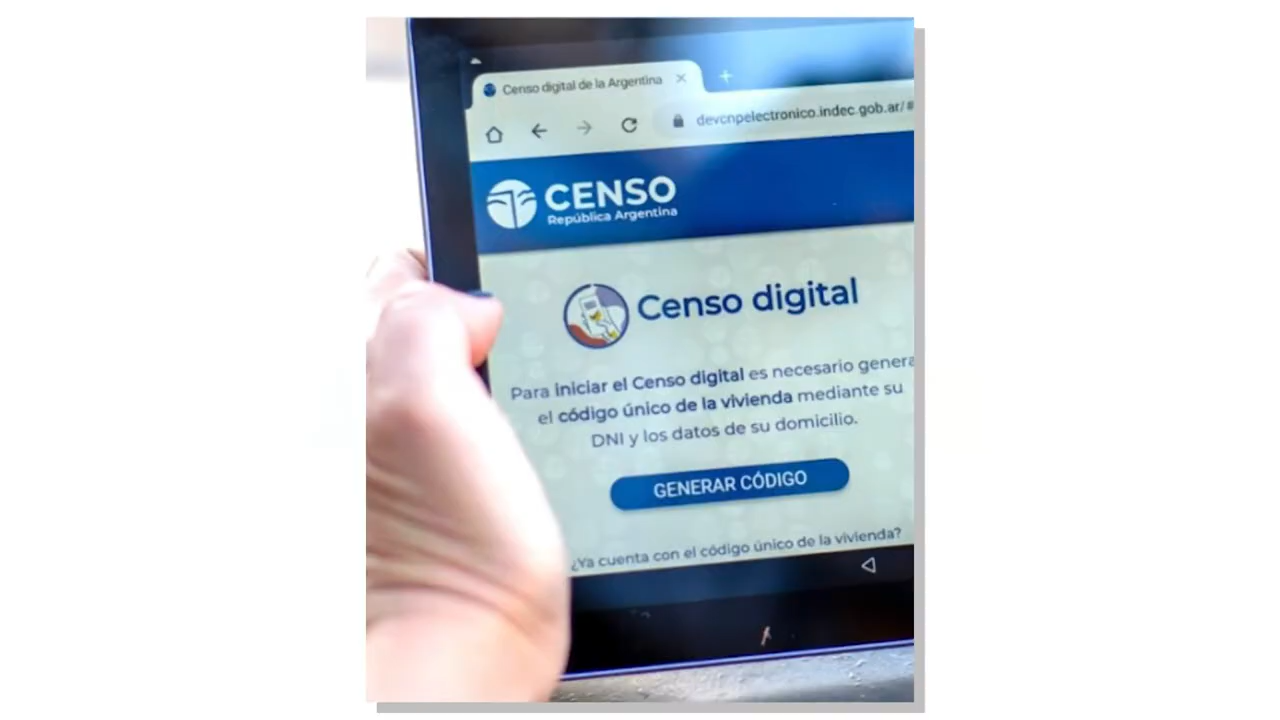 Censo digital de la Argentina
devcnpelectronico.indec.gob.ar/#
CENSO
República Argentina
Censo digital
Para iniciar el Censo digital es necesario genera
el código único de la vivienda mediante su
DNI y los datos de su domicilio.
GENERAR CÓDIGO
¿Ya cuenta con el código único de la vivienda?